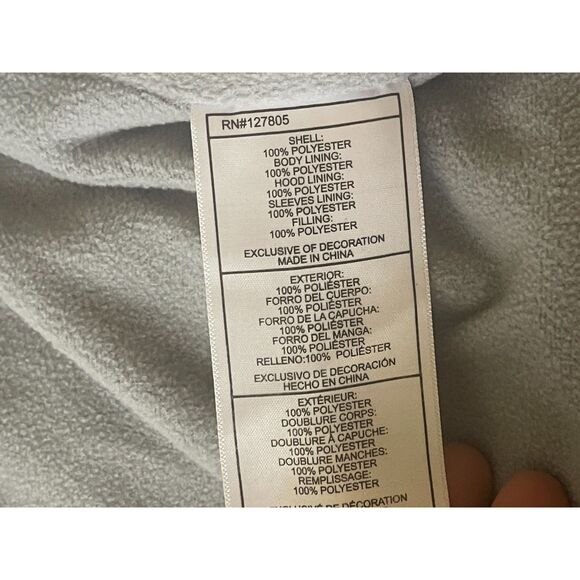 RN#127805
SHELL:
100% POLYESTER
BODY LINING:
100% POLYESTER
HOOD LINING:
100% POLYESTER
SLEEVES LINING:
100% POLYESTER
FILLING:
100% POLYESTER
EXCLUSIVE OF DECORATION
MADE IN CHINA
EXTERIOR:
100% POLIÉSTER
FORRO DEL CUERPO:
100% POLIÉSTER
FORRO DE LA CAPUCHA:
100% POLIÉSTER
FORRO DEL MANGA:
100% POLIÉSTER
RELLENO:100% POLIÉSTER
EXCLUSIVO DE DECORACIÓN
HECHO EN CHINA
EXTÉRIEUR:
100% POLYESTER
DOUBLURE CORPS:
100% POLYESTER
DOUBLURE À CAPUCHE:
100% POLYESTER
DOUBLURE MANCHES:
100% POLYESTER
REMPLISSAGE:
100% POLYESTER
EXCLUSIVE DE DÉCORATION